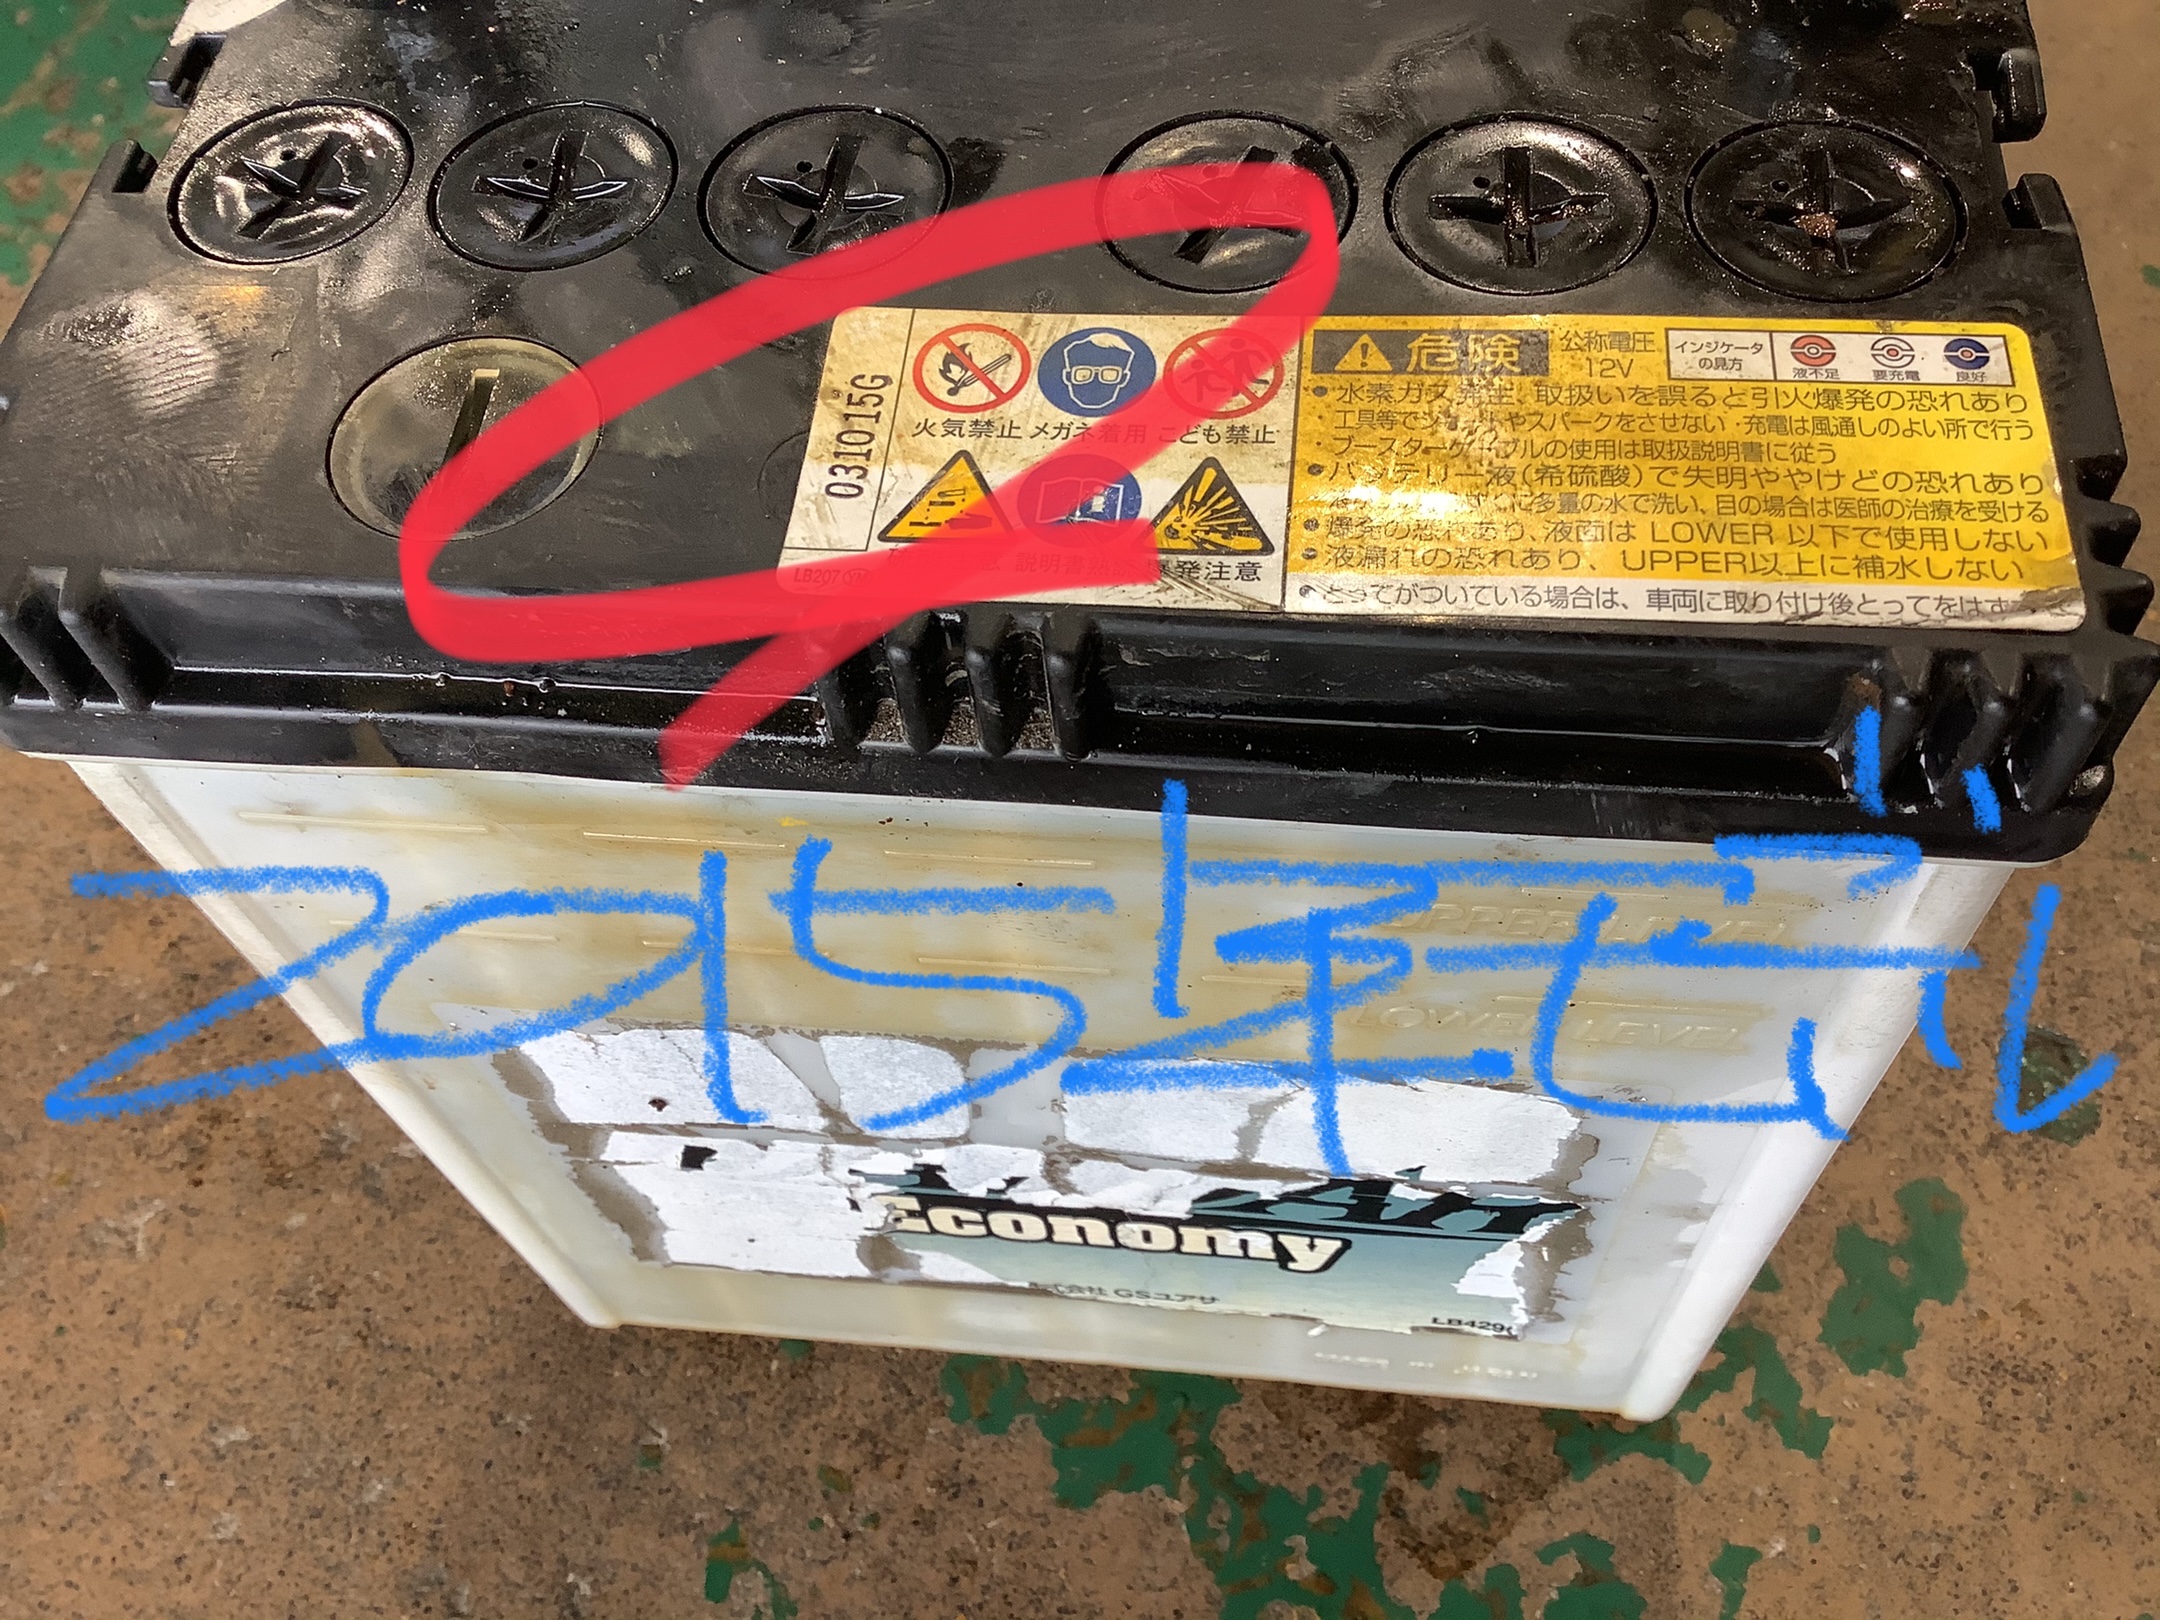 031015G
火気禁止 メガネ着用 こども禁止
説明書熟読
爆発注意
LB207 YM
危険
公称電圧
12V
インジケータ
の見方
液不足 要充電 良好
●水素ガス発生、取扱いを誤ると引火爆発の恐れあり
工具等でショートやスパークをさせない・充電は風通しのよい所で行う
・ブースターケーブルの使用は取扱説明書に従う
●バッテリー液(希硫酸)で失明ややけどの恐れあり
すぐに多量の水で洗い、目の場合は医師の治療を受ける
●爆発の恐れあり、液面は LOWER 以下で使用しない
●液漏れの恐れあり、UPPER以上に補水しない
●とってがついている場合は、車両に取り付け後とってをはずす
2015年
UPPER LEVEL
LOWER LEVEL
Economy
株式会社 GSユアサ
LB429